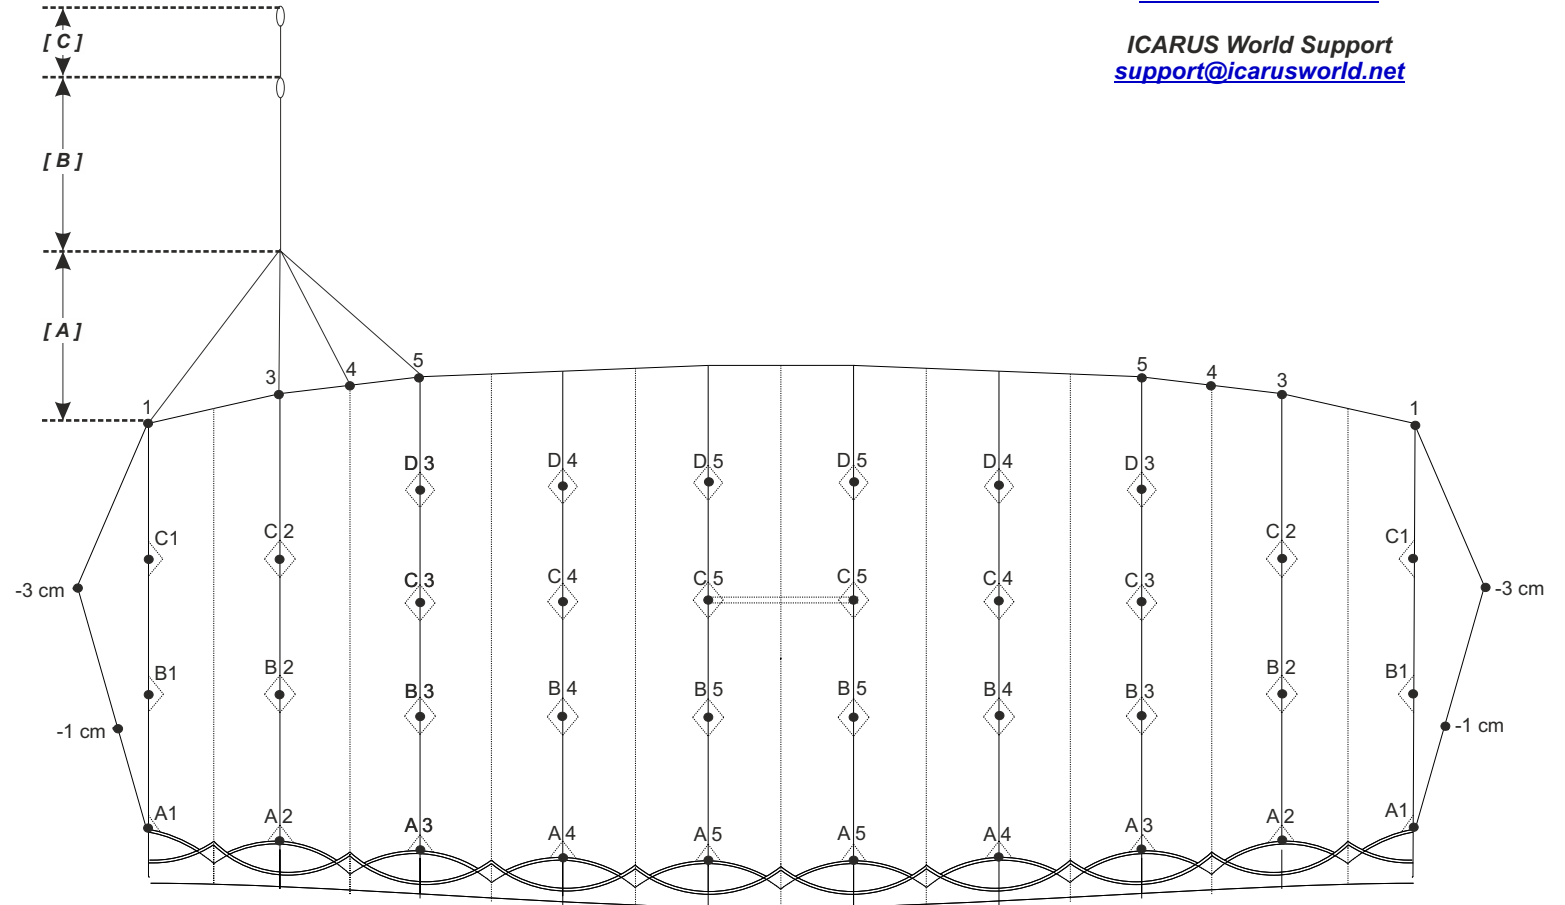 [ C ]
ICARUS World Support
support@icarusworld.net
[ B ]
[ A ]
1
3
4
5
5
4
3
1
D 3
D 4
D 5
D 5
D 4
D 3
C1
C 2
C 2
C1
-3 cm
C 3
C 4
C 5
C 5
C 4
C 3
-3 cm
B1
B 2
B 2
B1
B 3
B 4
B 5
B 5
B 4
B 3
-1 cm
-1 cm
A1
A 2
A 3
A 4
A 5
A 5
A 4
A 3
A 2
A1